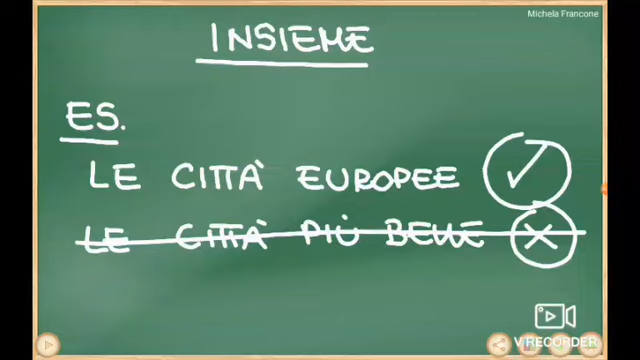 Michela Francone
INSIEME
ES.
LE CITTÀ EUROPEE
LE CITTÀ PIÙ BELLE
V RECORDER